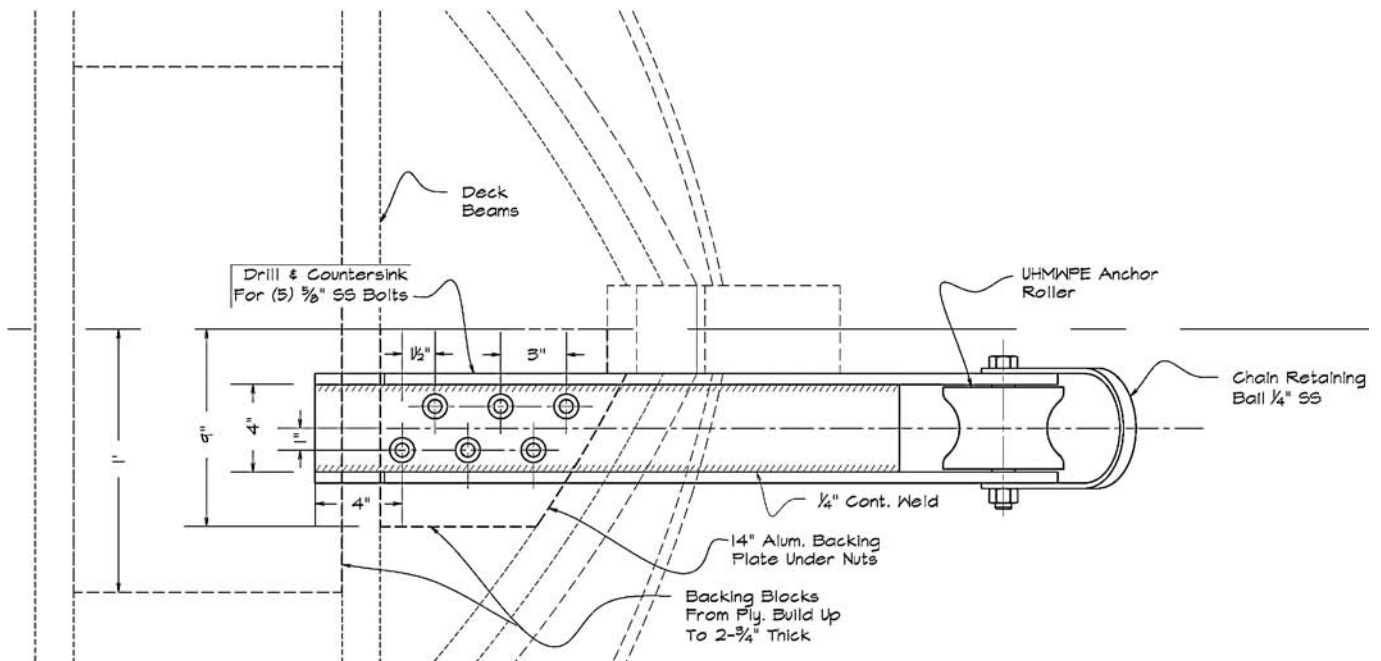 Deck
Beams
Drill & Countersink
For (5) ⅝" SS Bolts
UHMWPE Anchor
Roller
1½"
3"
Chain Retaining
Bail ¼" SS
1'
9"
4"
1"
4"
¼" Cont. Weld
14" Alum. Backing
Plate Under Nuts
Backing Blocks
From Ply. Build Up
To 2-¾" Thick